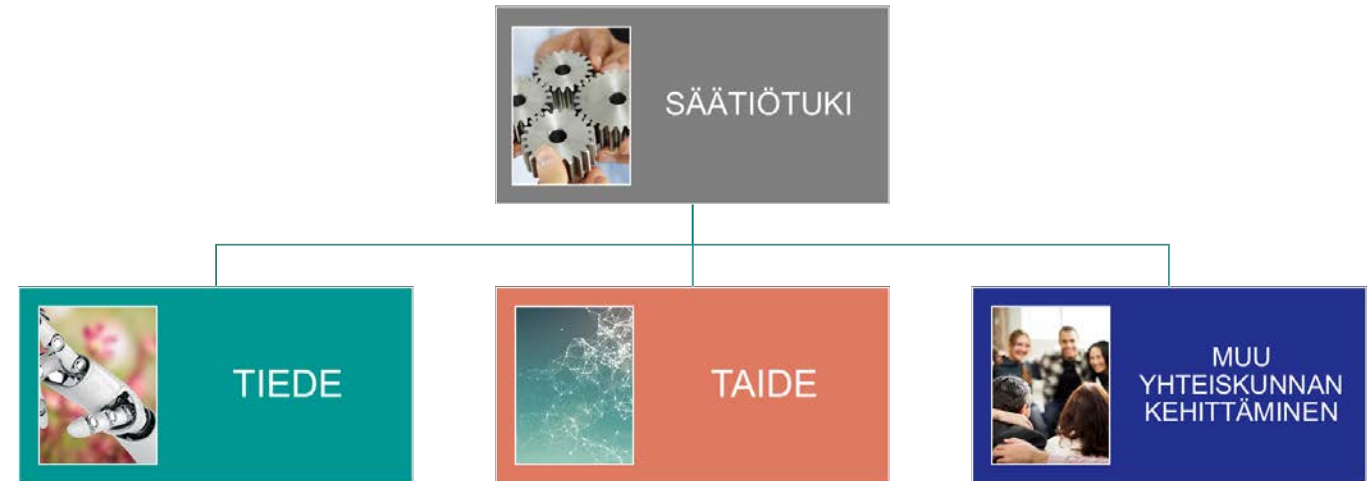 SÄÄTIÖTUKI
TIEDE
TAIDE
MUU
YHTEISKUNNAN
KEHITTÄMINEN